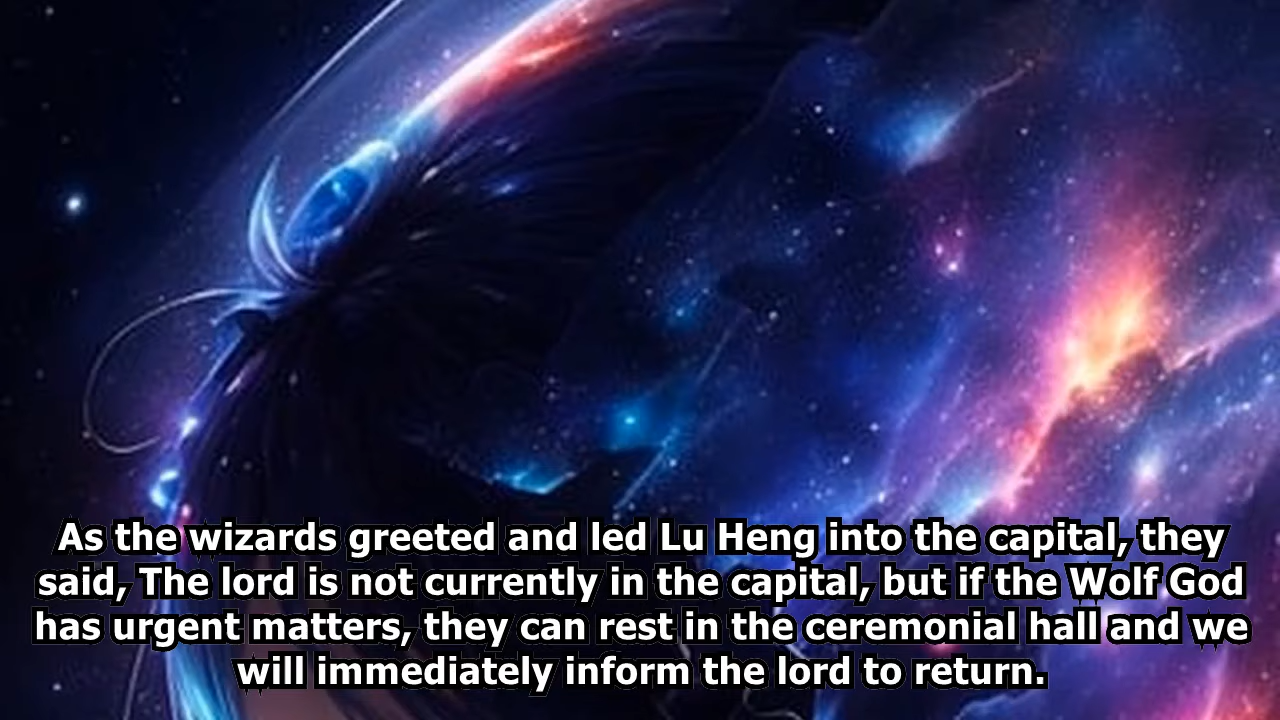 As the wizards greeted and led Lu Heng into the capital, they
said, The lord is not currently in the capital, but if the Wolf God
has urgent matters, they can rest in the ceremonial hall and we
will immediately inform the lord to return.